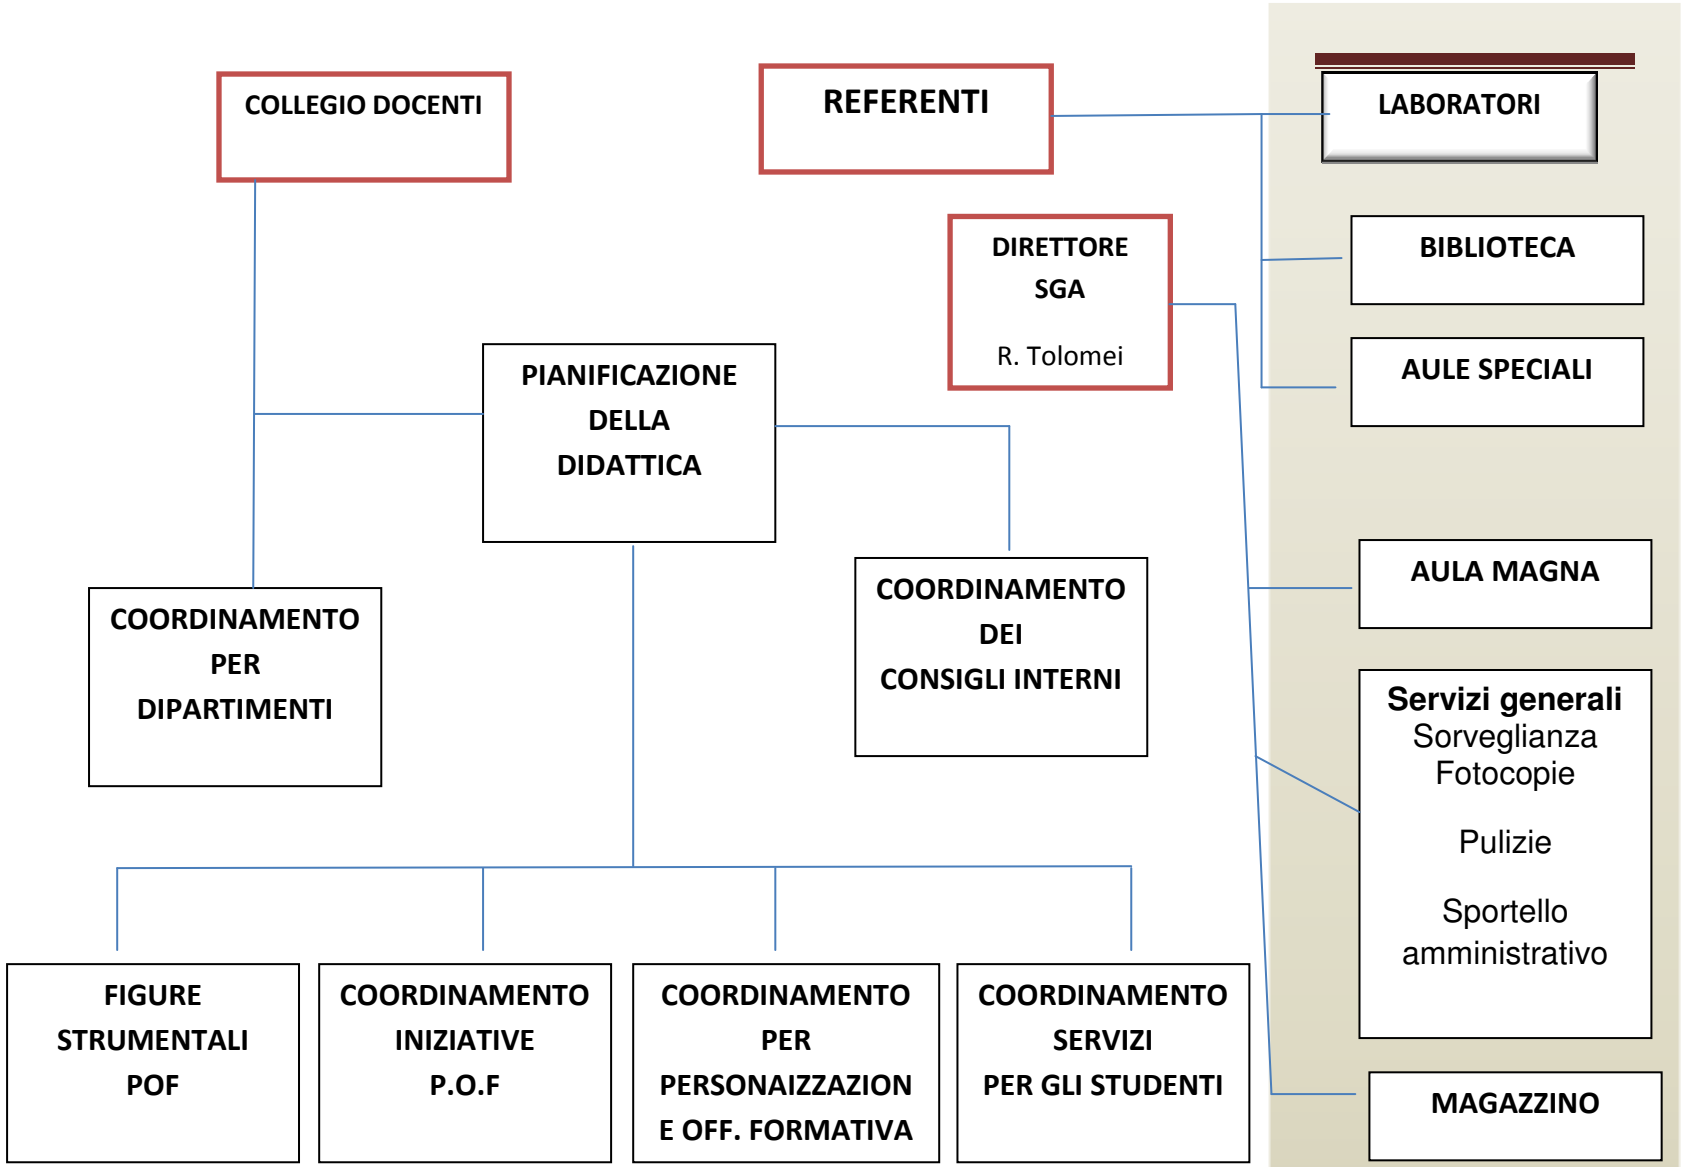 COLLEGIO DOCENTI
REFERENTI
LABORATORI
DIRETTORE
SGA
R. Tolomei
BIBLIOTECA
AULE SPECIALI
PIANIFICAZIONE
DELLA
DIDATTICA
AULA MAGNA
COORDINAMENTO
PER
DIPARTIMENTI
COORDINAMENTO
DEI
CONSIGLI INTERNI
Servizi generali
Sorveglianza
Fotocopie
Pulizie
Sportello
amministrativo
FIGURE
STRUMENTALI
POF
COORDINAMENTO
INIZIATIVE
P.O.F
COORDINAMENTO
PER
PERSONAIZZAZION
E OFF. FORMATIVA
COORDINAMENTO
SERVIZI
PER GLI STUDENTI
MAGAZZINO